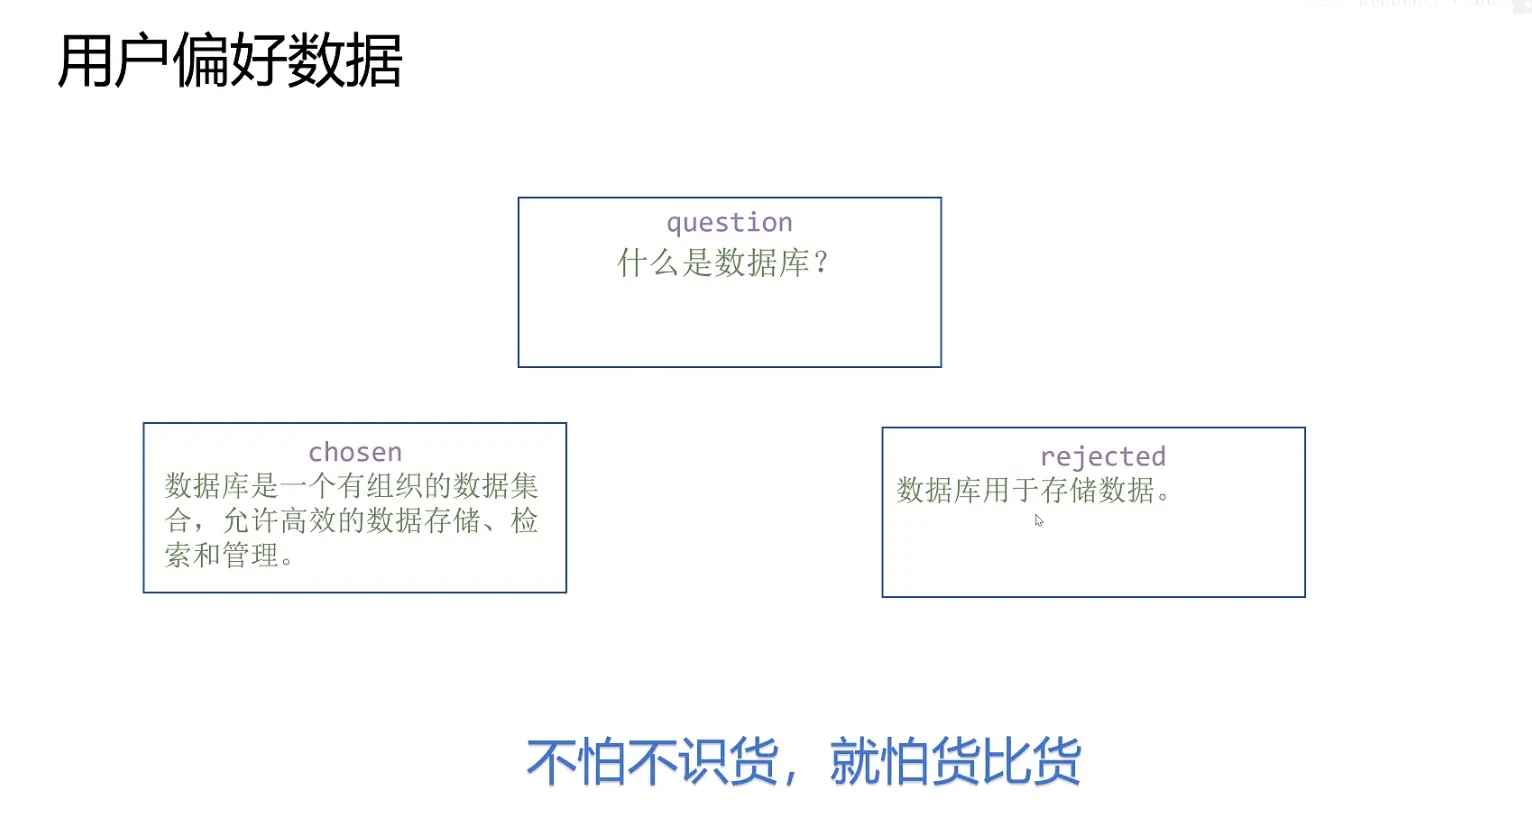 用户偏好数据
question
什么是数据库？
chosen
数据库是一个有组织的数据集
合，允许高效的数据存储、检
索和管理。
rejected
数据库用于存储数据。
不怕不识货，就怕货比货